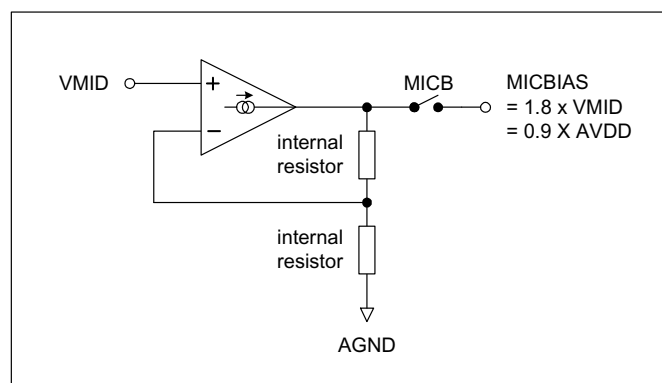 VMID
+
−
MICB
MICBIAS
= 1.8 x VMID
= 0.9 X AVDD
internal
resistor
internal
resistor
AGND